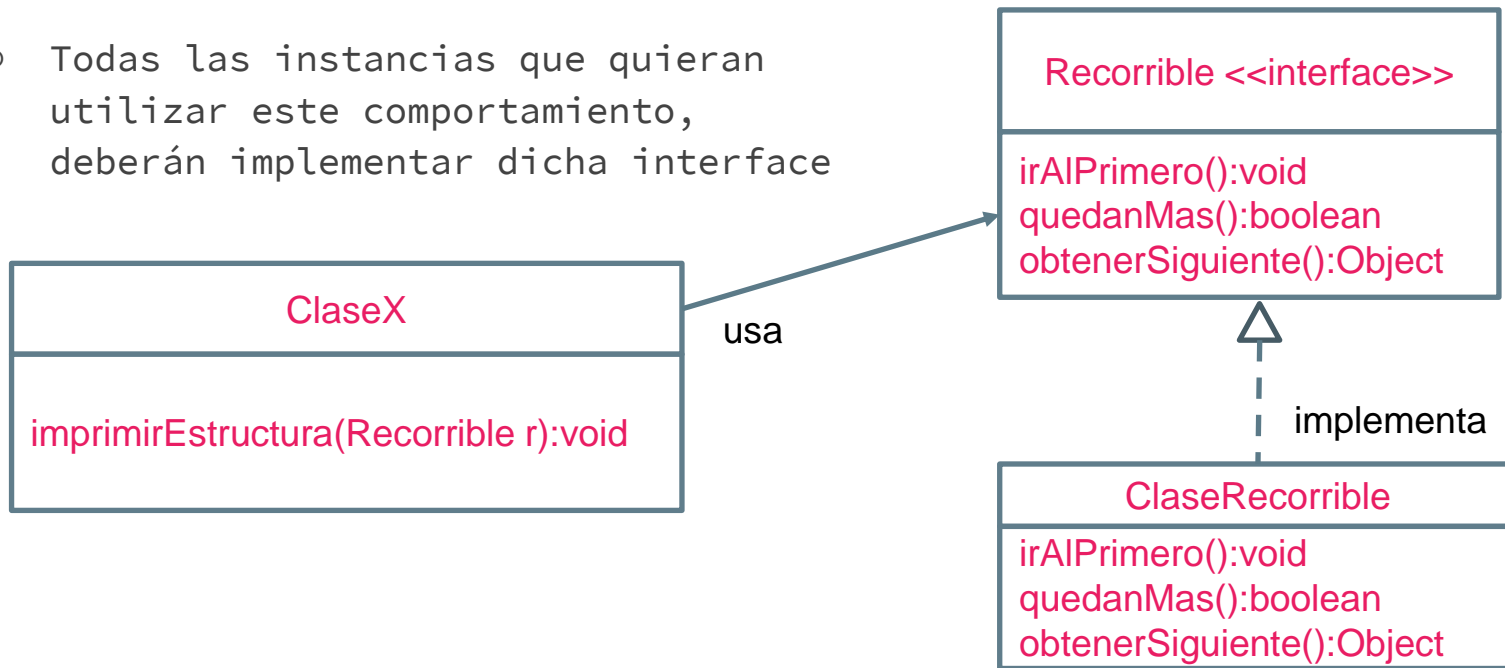 Todas las instancias que quieran
utilizar este comportamiento,
deberán implementar dicha interface
Recorrible <<interface>>
irAlPrimero():void
quedanMas():boolean
obtenerSiguiente():Object
ClaseX
imprimirEstructura(Recorrible r):void
usa
implementa
ClaseRecorrible
irAlPrimero():void
quedanMas():boolean
obtenerSiguiente():Object